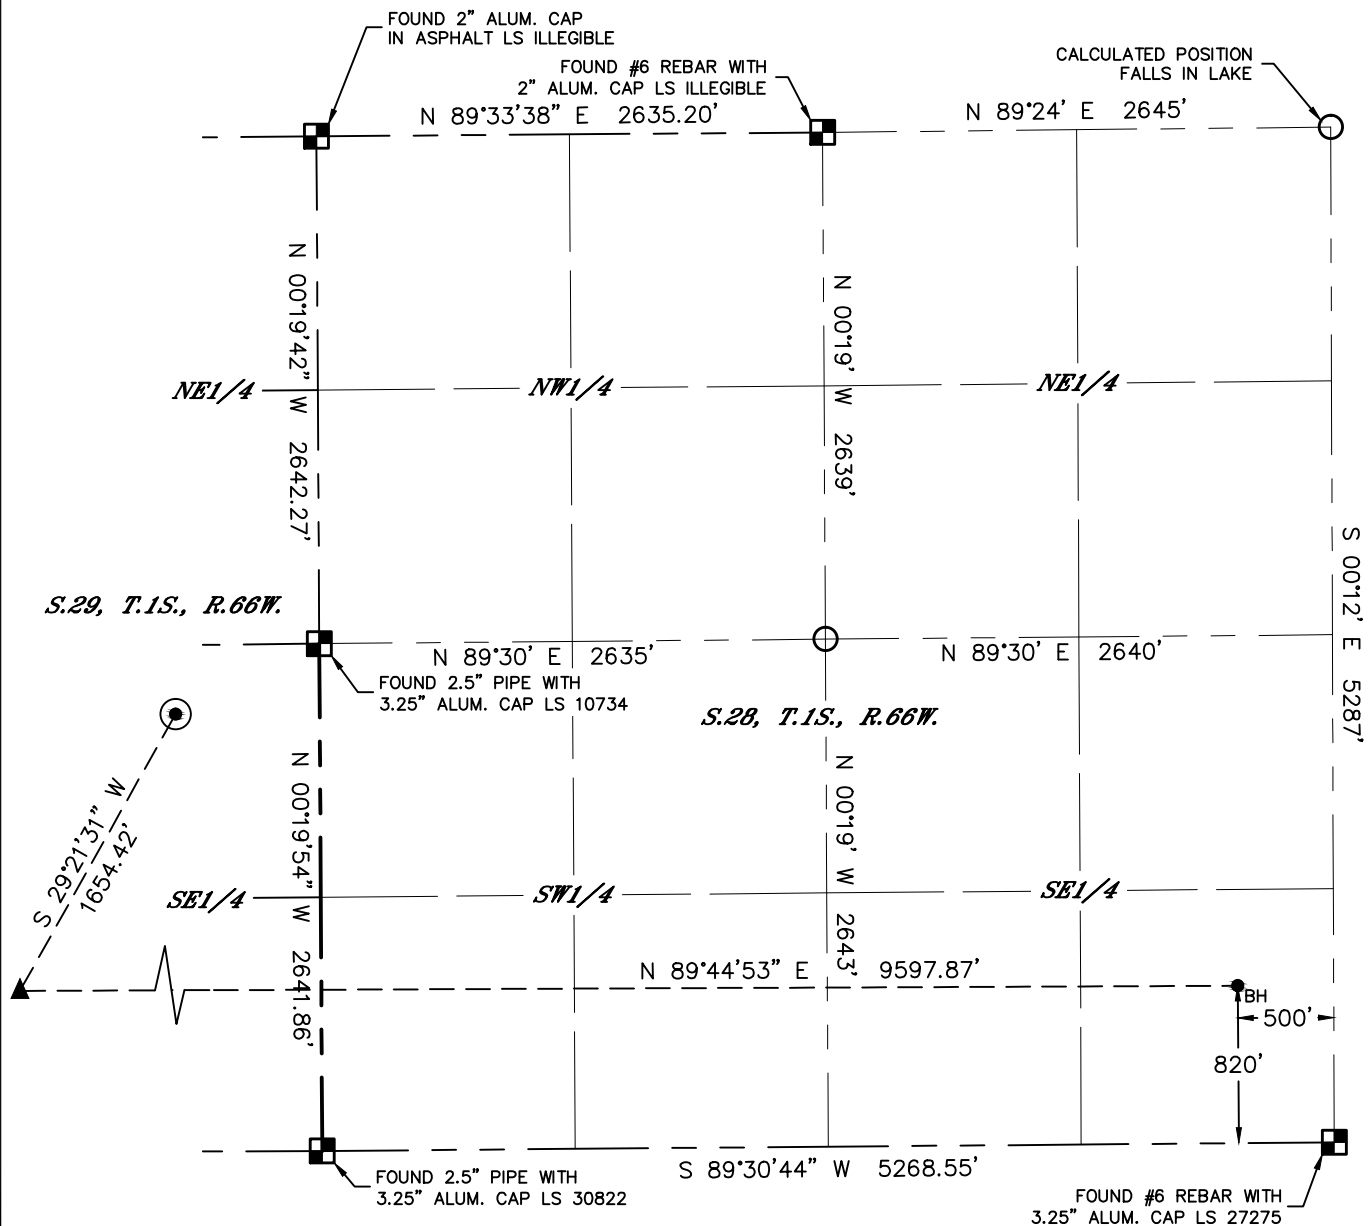 FOUND 2" ALUM. CAP
IN ASPHALT LS ILLEGIBLE
FOUND #6 REBAR WITH
2" ALUM. CAP LS ILLEGIBLE
CALCULATED POSITION
FALLS IN LAKE
N 89°33'38" E 2635.20'
N 89°24' E 2645'
N 00°19'42" W 2642.27'
N 00°19' W 2639'
NE1/4
NW1/4
NE1/4
S 00°12' E 5287'
S.29, T.1S., R.66W.
N 89°30' E 2635'
N 89°30' E 2640'
FOUND 2.5" PIPE WITH
3.25" ALUM. CAP LS 10734
S.28, T.1S., R.66W.
S 29°21'31" W
1654.42'
N 00°19'54" W 2641.86'
N 00°19' W 2643'
SE1/4
SW1/4
SE1/4
N 89°44'53" E 9597.87'
BH
500'
820'
S 89°30'44" W 5268.55'
FOUND 2.5" PIPE WITH
3.25" ALUM. CAP LS 30822
FOUND #6 REBAR WITH
3.25" ALUM. CAP LS 27275